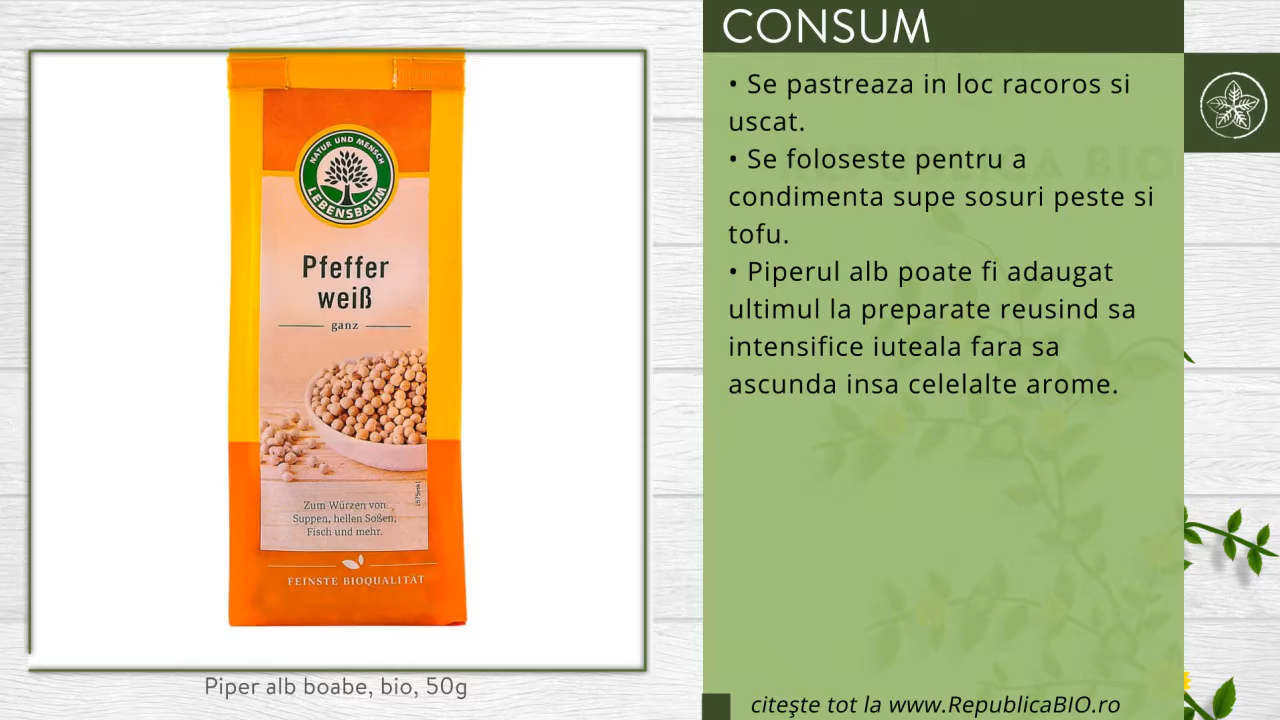 NATUR UND MENSCH
LEBENSBAUM
Pfeffer
weiß
ganz
Zum Würzen von
Suppen, hellen Soßen,
Fisch und mehr.
FEINSTE BIOQUALITÄT
Piper alb boabe, bio, 50g
CONSUM
• Se pastreaza in loc racoros si
uscat.
• Se foloseste pentru a
condimenta supe sosuri peste si
tofu.
• Piperul alb poate fi adaugat
ultimul la preparate reusind sa
intensifice iuteala fara sa
ascunda insa celelalte arome.
citeşte tot la www.RepublicaBIO.ro